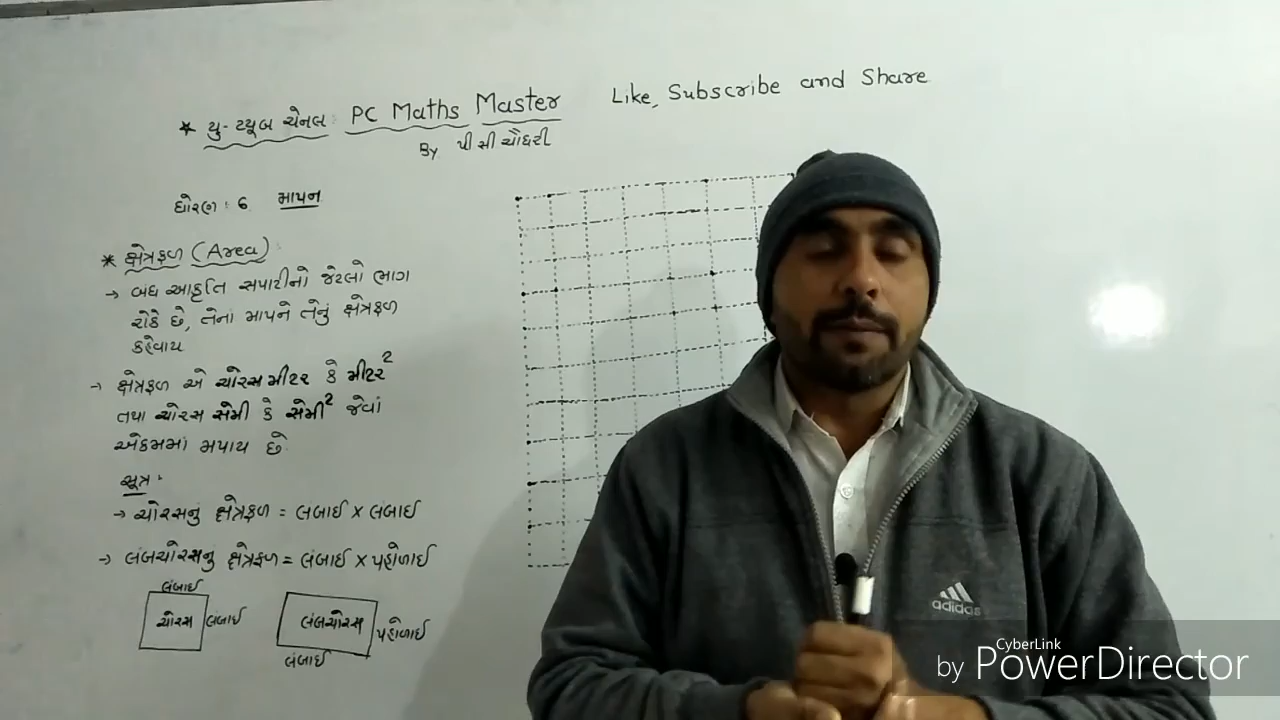 * યુ-ટ્યૂબ ચેનલ: PC Maths Master Like, Subscribe and Share
By પી સી ચૌધરી
ધોરણ : 6 માપન
* ક્ષેત્રફળ (Area) :
→ બંધ આકૃતિ સપાટીનો જેટલો ભાગ
રોકે છે, તેના માપને તેનું ક્ષેત્રફળ
કહેવાય
→ ક્ષેત્રફળ એ ચોરસ મીટર કે મીટર²
તથા ચોરસ સેમી કે સેમી² જેવાં
એકમમાં મપાય છે.
સૂત્ર :
→ ચોરસનું ક્ષેત્રફળ = લંબાઈ × લંબાઈ
→ લંબચોરસનું ક્ષેત્રફળ = લંબાઈ × પહોળાઈ
લંબાઈ
ચોરસ લંબાઈ
લંબચોરસ પહોળાઈ
લંબાઈ
adidas
CyberLink
by PowerDirector